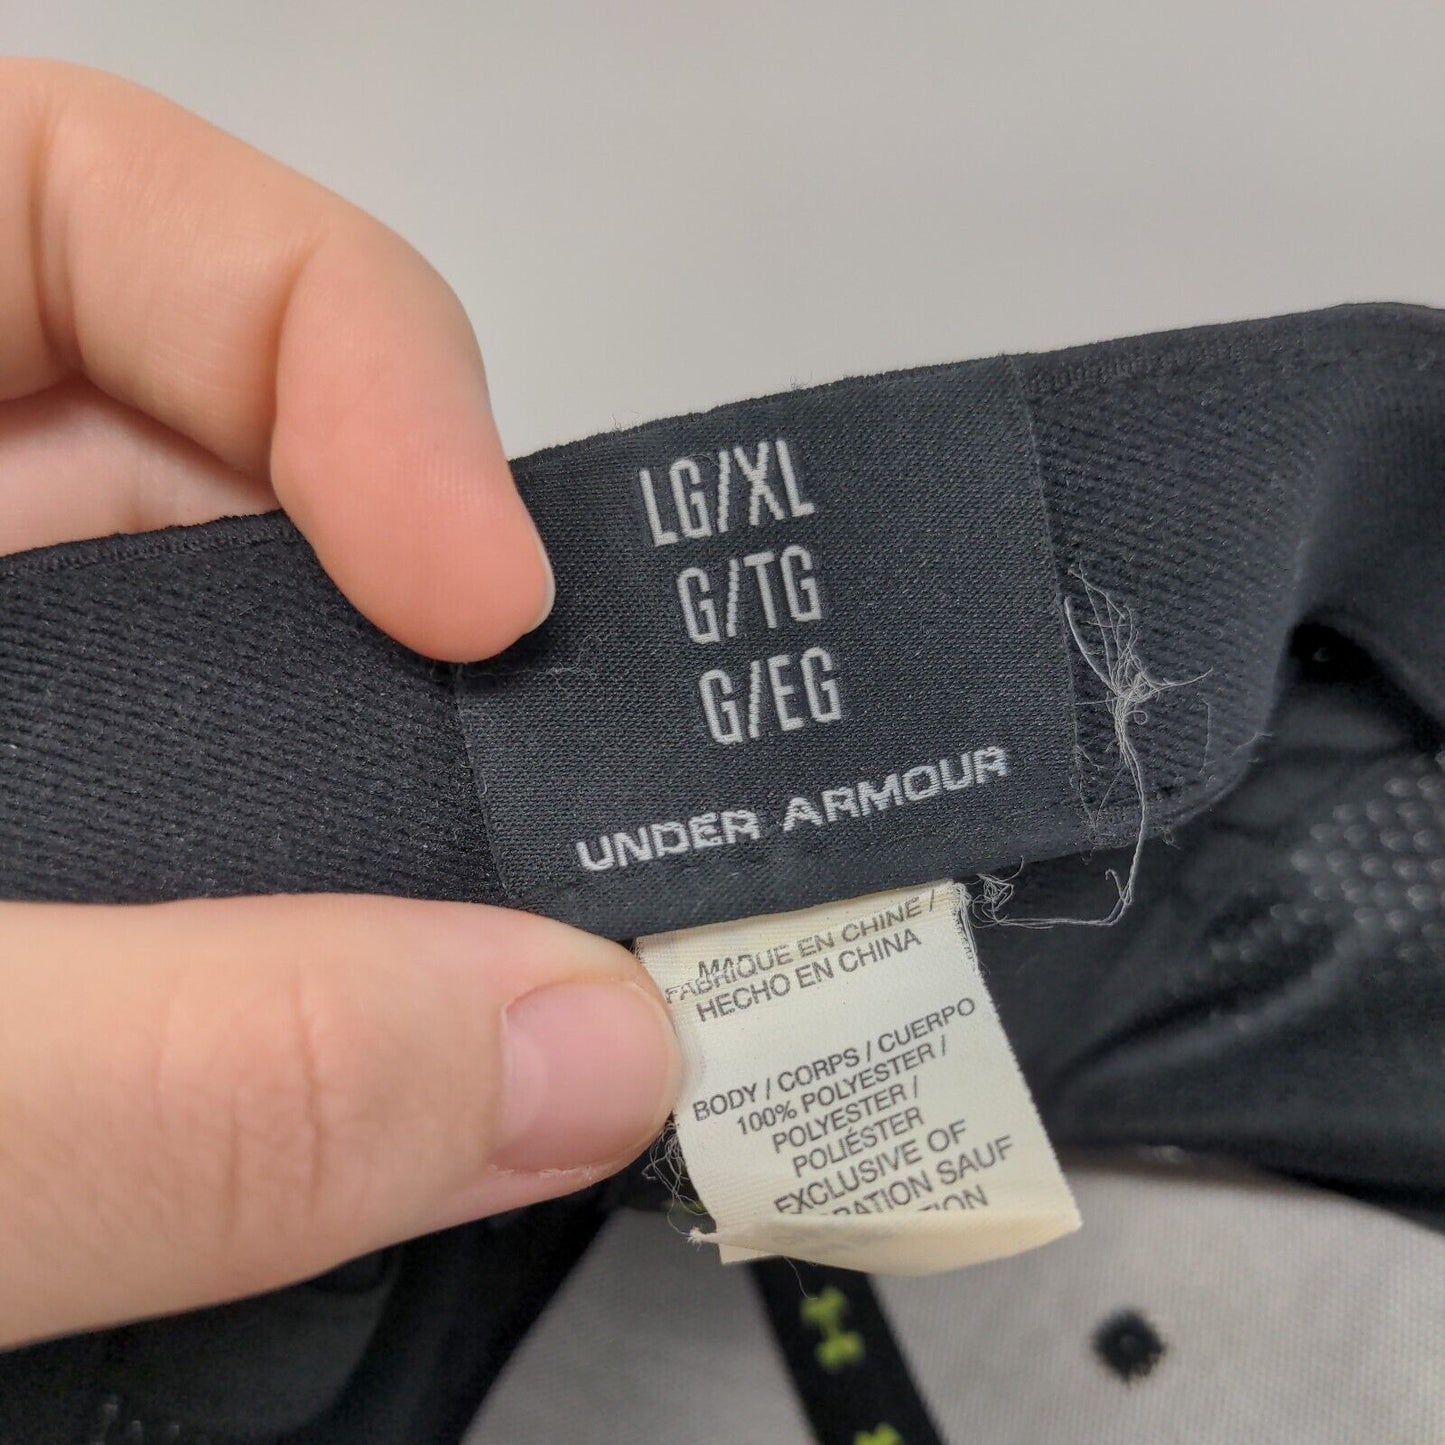 LG/XL
G/TG
G/EG
UNDER ARMOUR
FABRIQUE EN CHINE /
HECHO EN CHINA
BODY / CORPS / CUERPO
100% POLYESTER /
POLYESTER /
POLIÉSTER
EXCLUSIVE OF
SAUF